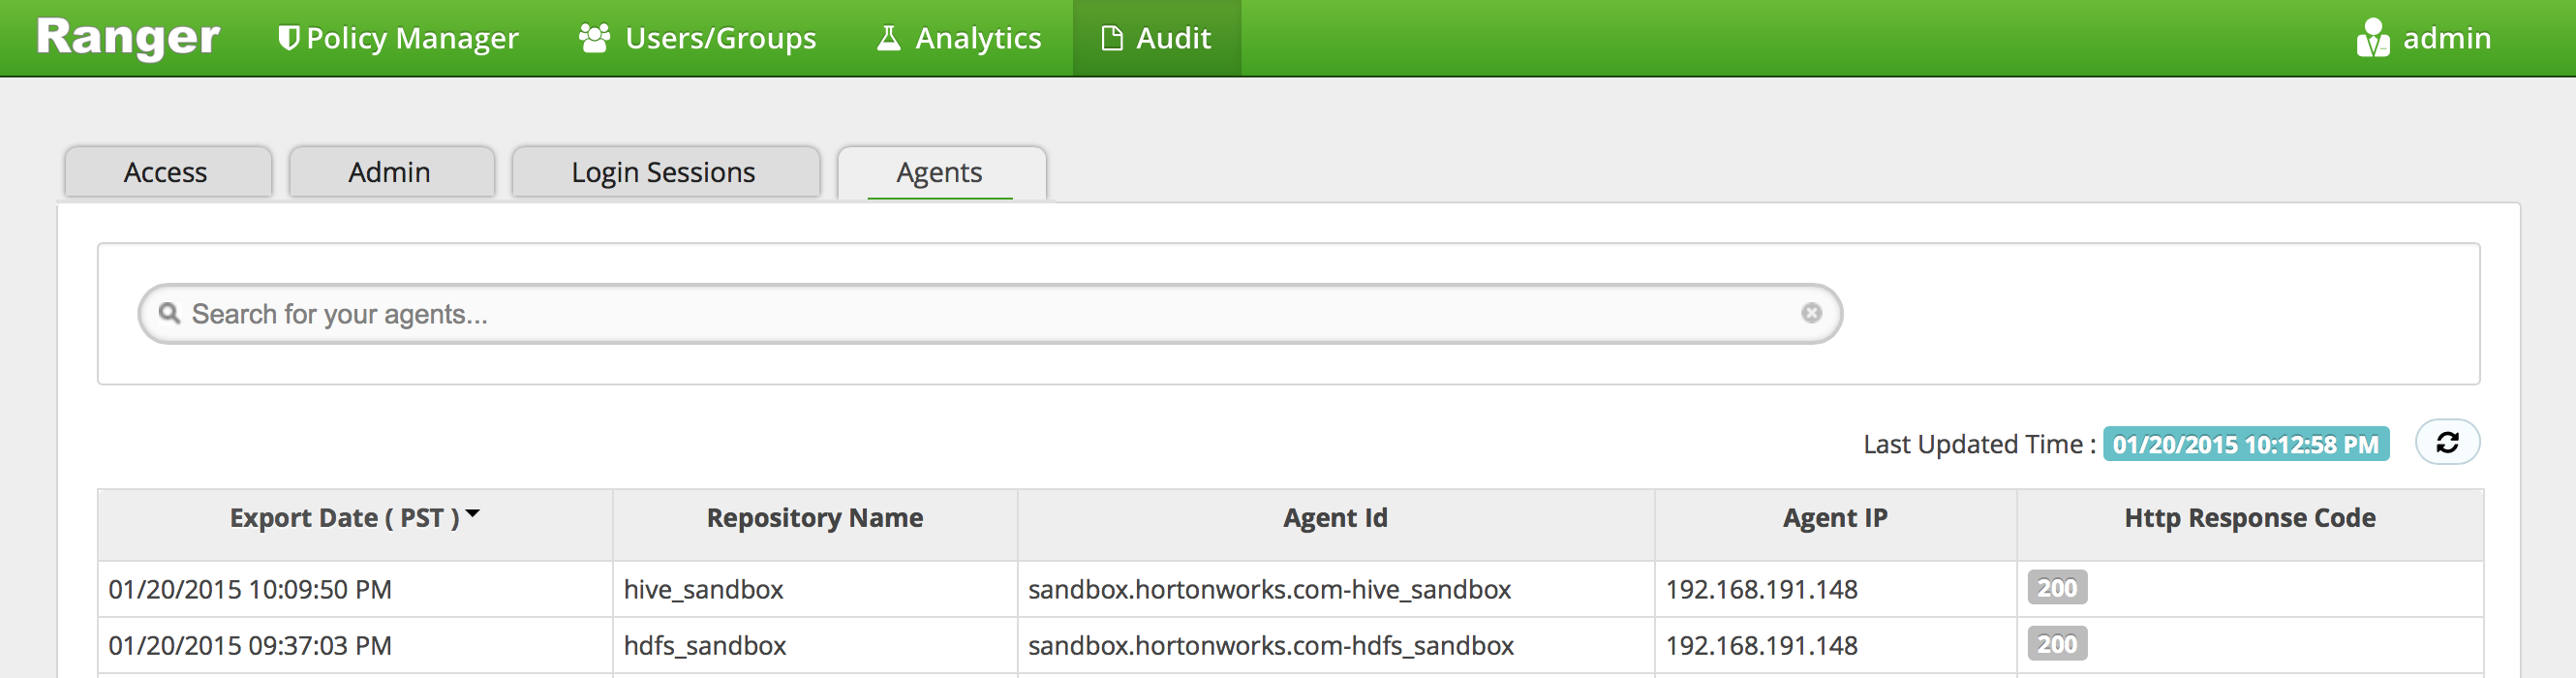 Ranger Policy Manager Users/Groups Analytics Audit admin
Access Admin Login Sessions Agents
Search for your agents...
Last Updated Time : 01/20/2015 10:12:58 PM
Export Date ( PST ) Repository Name Agent Id Agent IP Http Response Code
01/20/2015 10:09:50 PM hive_sandbox sandbox.hortonworks.com-hive_sandbox 192.168.191.148 200
01/20/2015 09:37:03 PM hdfs_sandbox sandbox.hortonworks.com-hdfs_sandbox 192.168.191.148 200